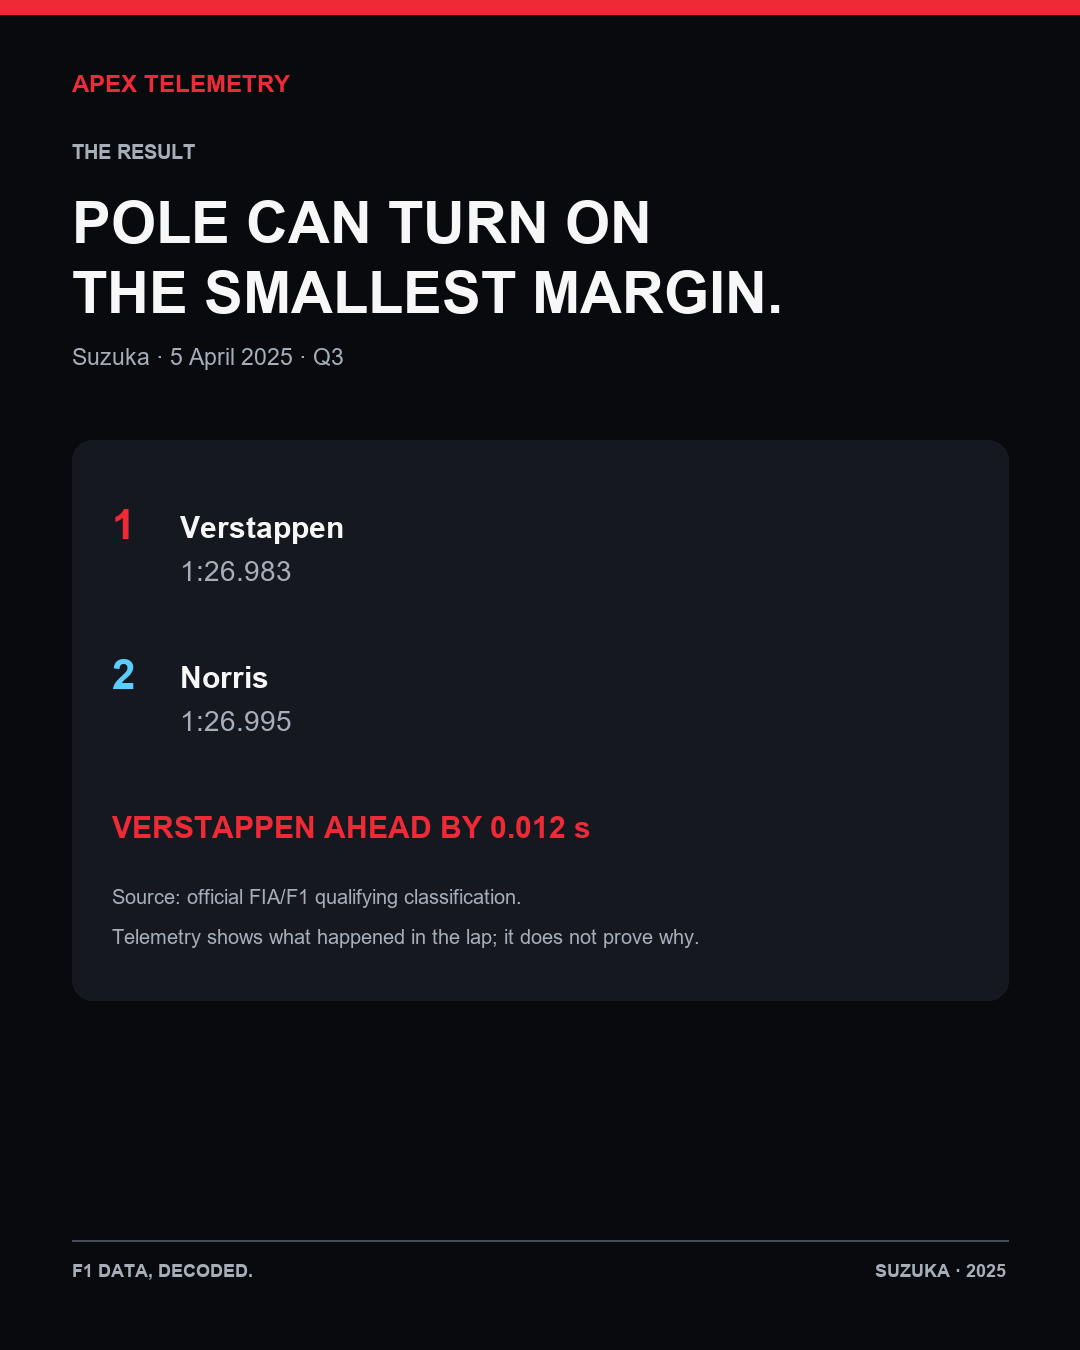 APEX TELEMETRY
THE RESULT
POLE CAN TURN ON
THE SMALLEST MARGIN.
Suzuka · 5 April 2025 · Q3
1 Verstappen
1:26.983
2 Norris
1:26.995
VERSTAPPEN AHEAD BY 0.012 s
Source: official FIA/F1 qualifying classification.
Telemetry shows what happened in the lap; it does not prove why.
F1 DATA, DECODED.
SUZUKA · 2025